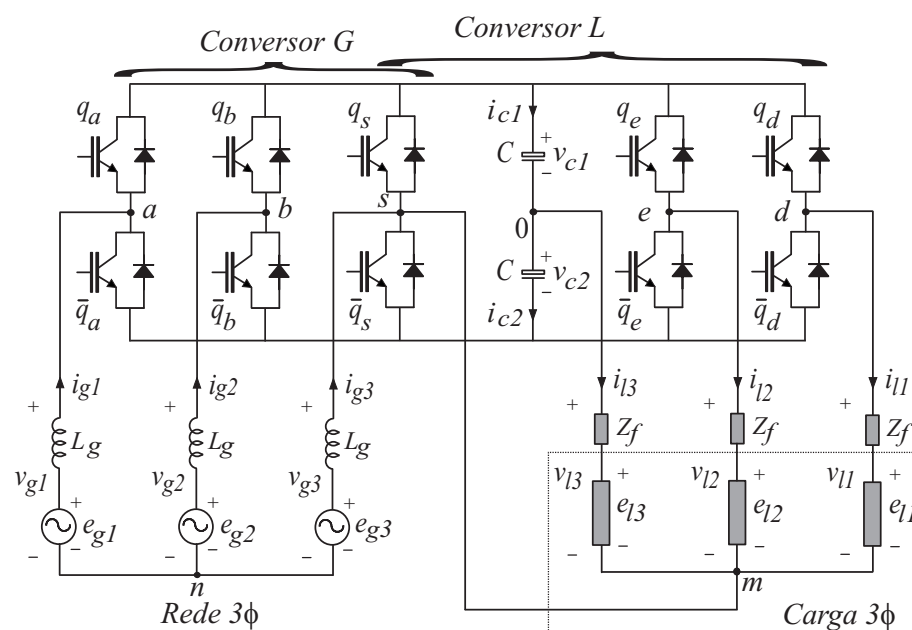 Conversor G
Conversor L
q_a q_b q_s i_c1 q_e q_d
C + v_c1 −
a b s 0 e d
C + v_c2 −
q̅_a q̅_b q̅_s i_c2 q̅_e q̅_d
i_g1 i_g2 i_g3 i_l3 i_l2 i_l1
+ L_g + L_g + L_g + Z_f + Z_f + Z_f
v_g1 v_g2 v_g3 v_l3 v_l2 v_l1
+ e_g1 + e_g2 + e_g3 + e_l3 + e_l2 + e_l1
− − − − − − − − − − − −
n m
Rede 3ϕ Carga 3ϕ